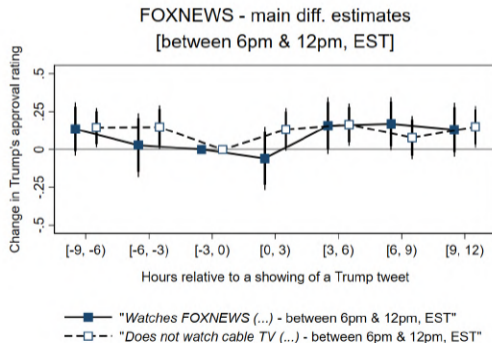 FOXNEWS - main diff. estimates
[between 6pm & 12pm, EST]
Change in Trump's approval rating
.5
.25
0
-.25
-.5
[-9, -6) [-6, -3) [-3, 0) [0, 3) [3, 6) [6, 9) [9, 12)
Hours relative to a showing of a Trump tweet
"Watches FOXNEWS (...) - between 6pm & 12pm, EST"
"Does not watch cable TV (...) - between 6pm & 12pm, EST"